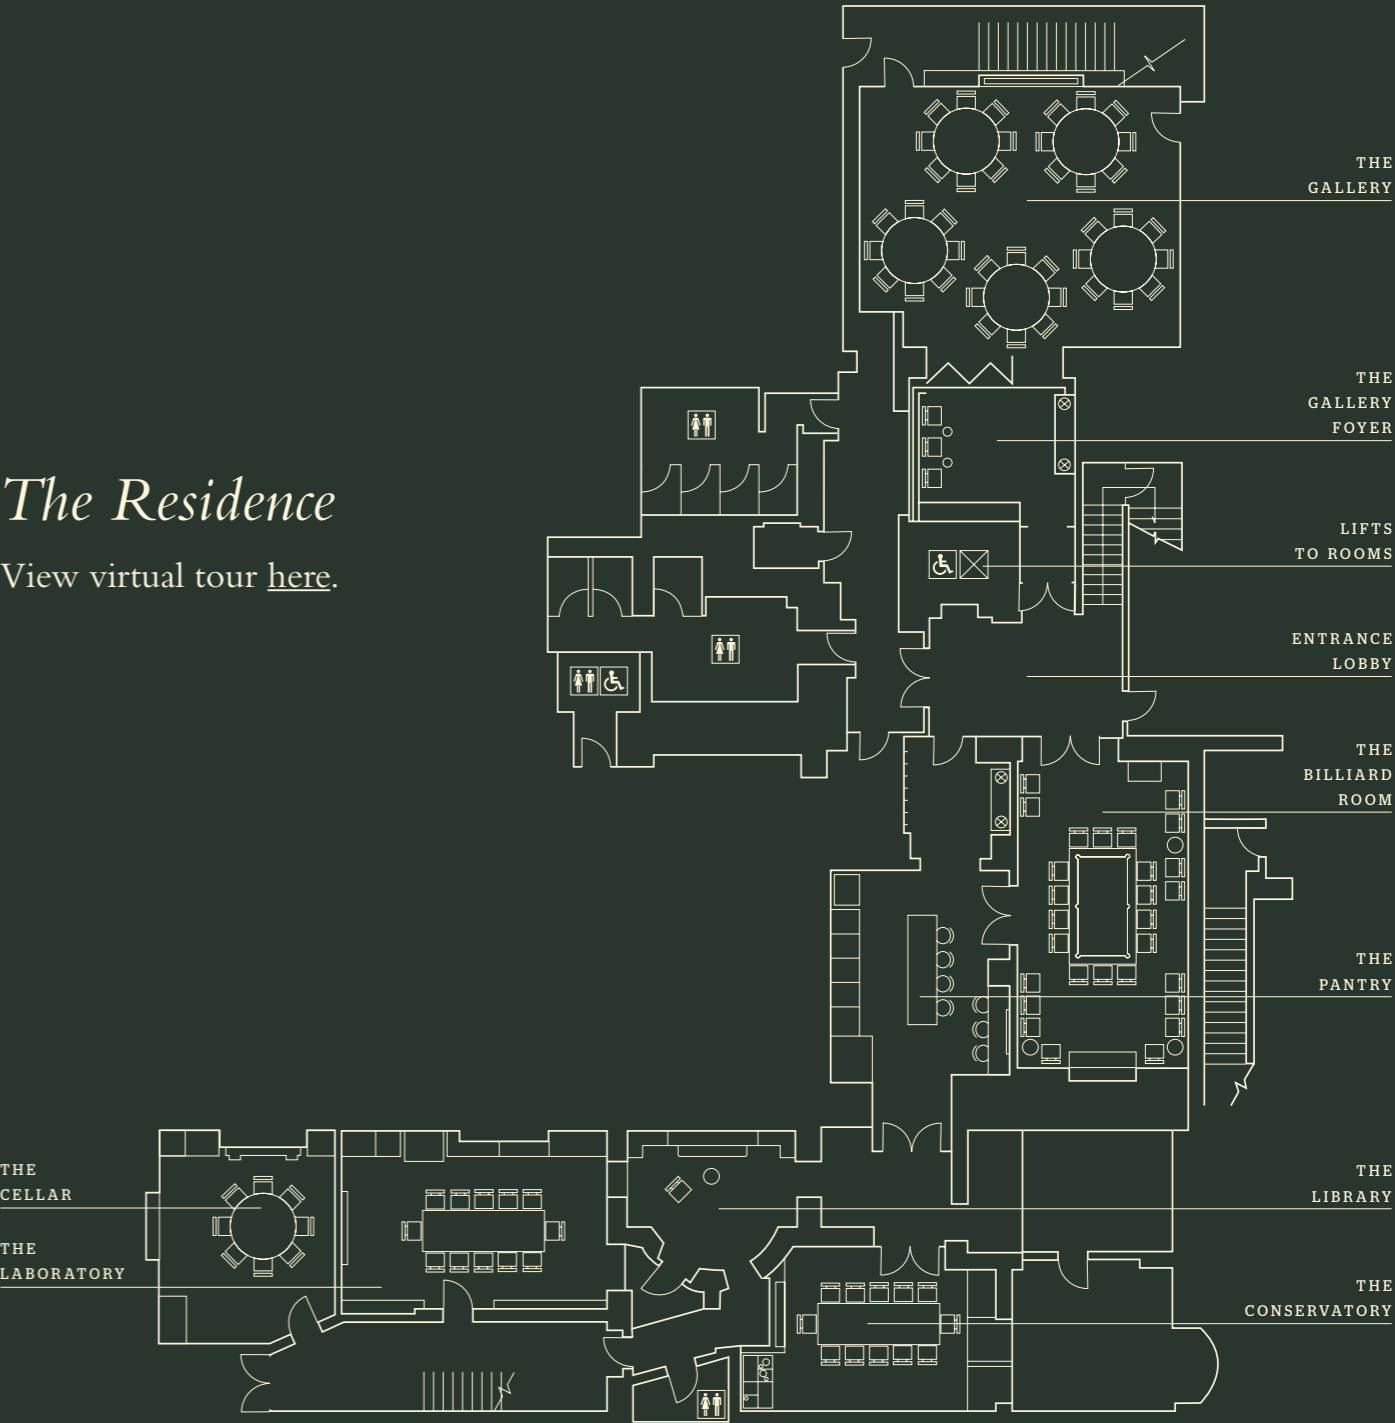 THE
GALLERY
THE
GALLERY
FOYER
The Residence
View virtual tour here.
LIFTS
TO ROOMS
ENTRANCE
LOBBY
THE
BILLIARD
ROOM
THE
PANTRY
THE
CELLAR
THE
LABORATORY
THE
LIBRARY
THE
CONSERVATORY